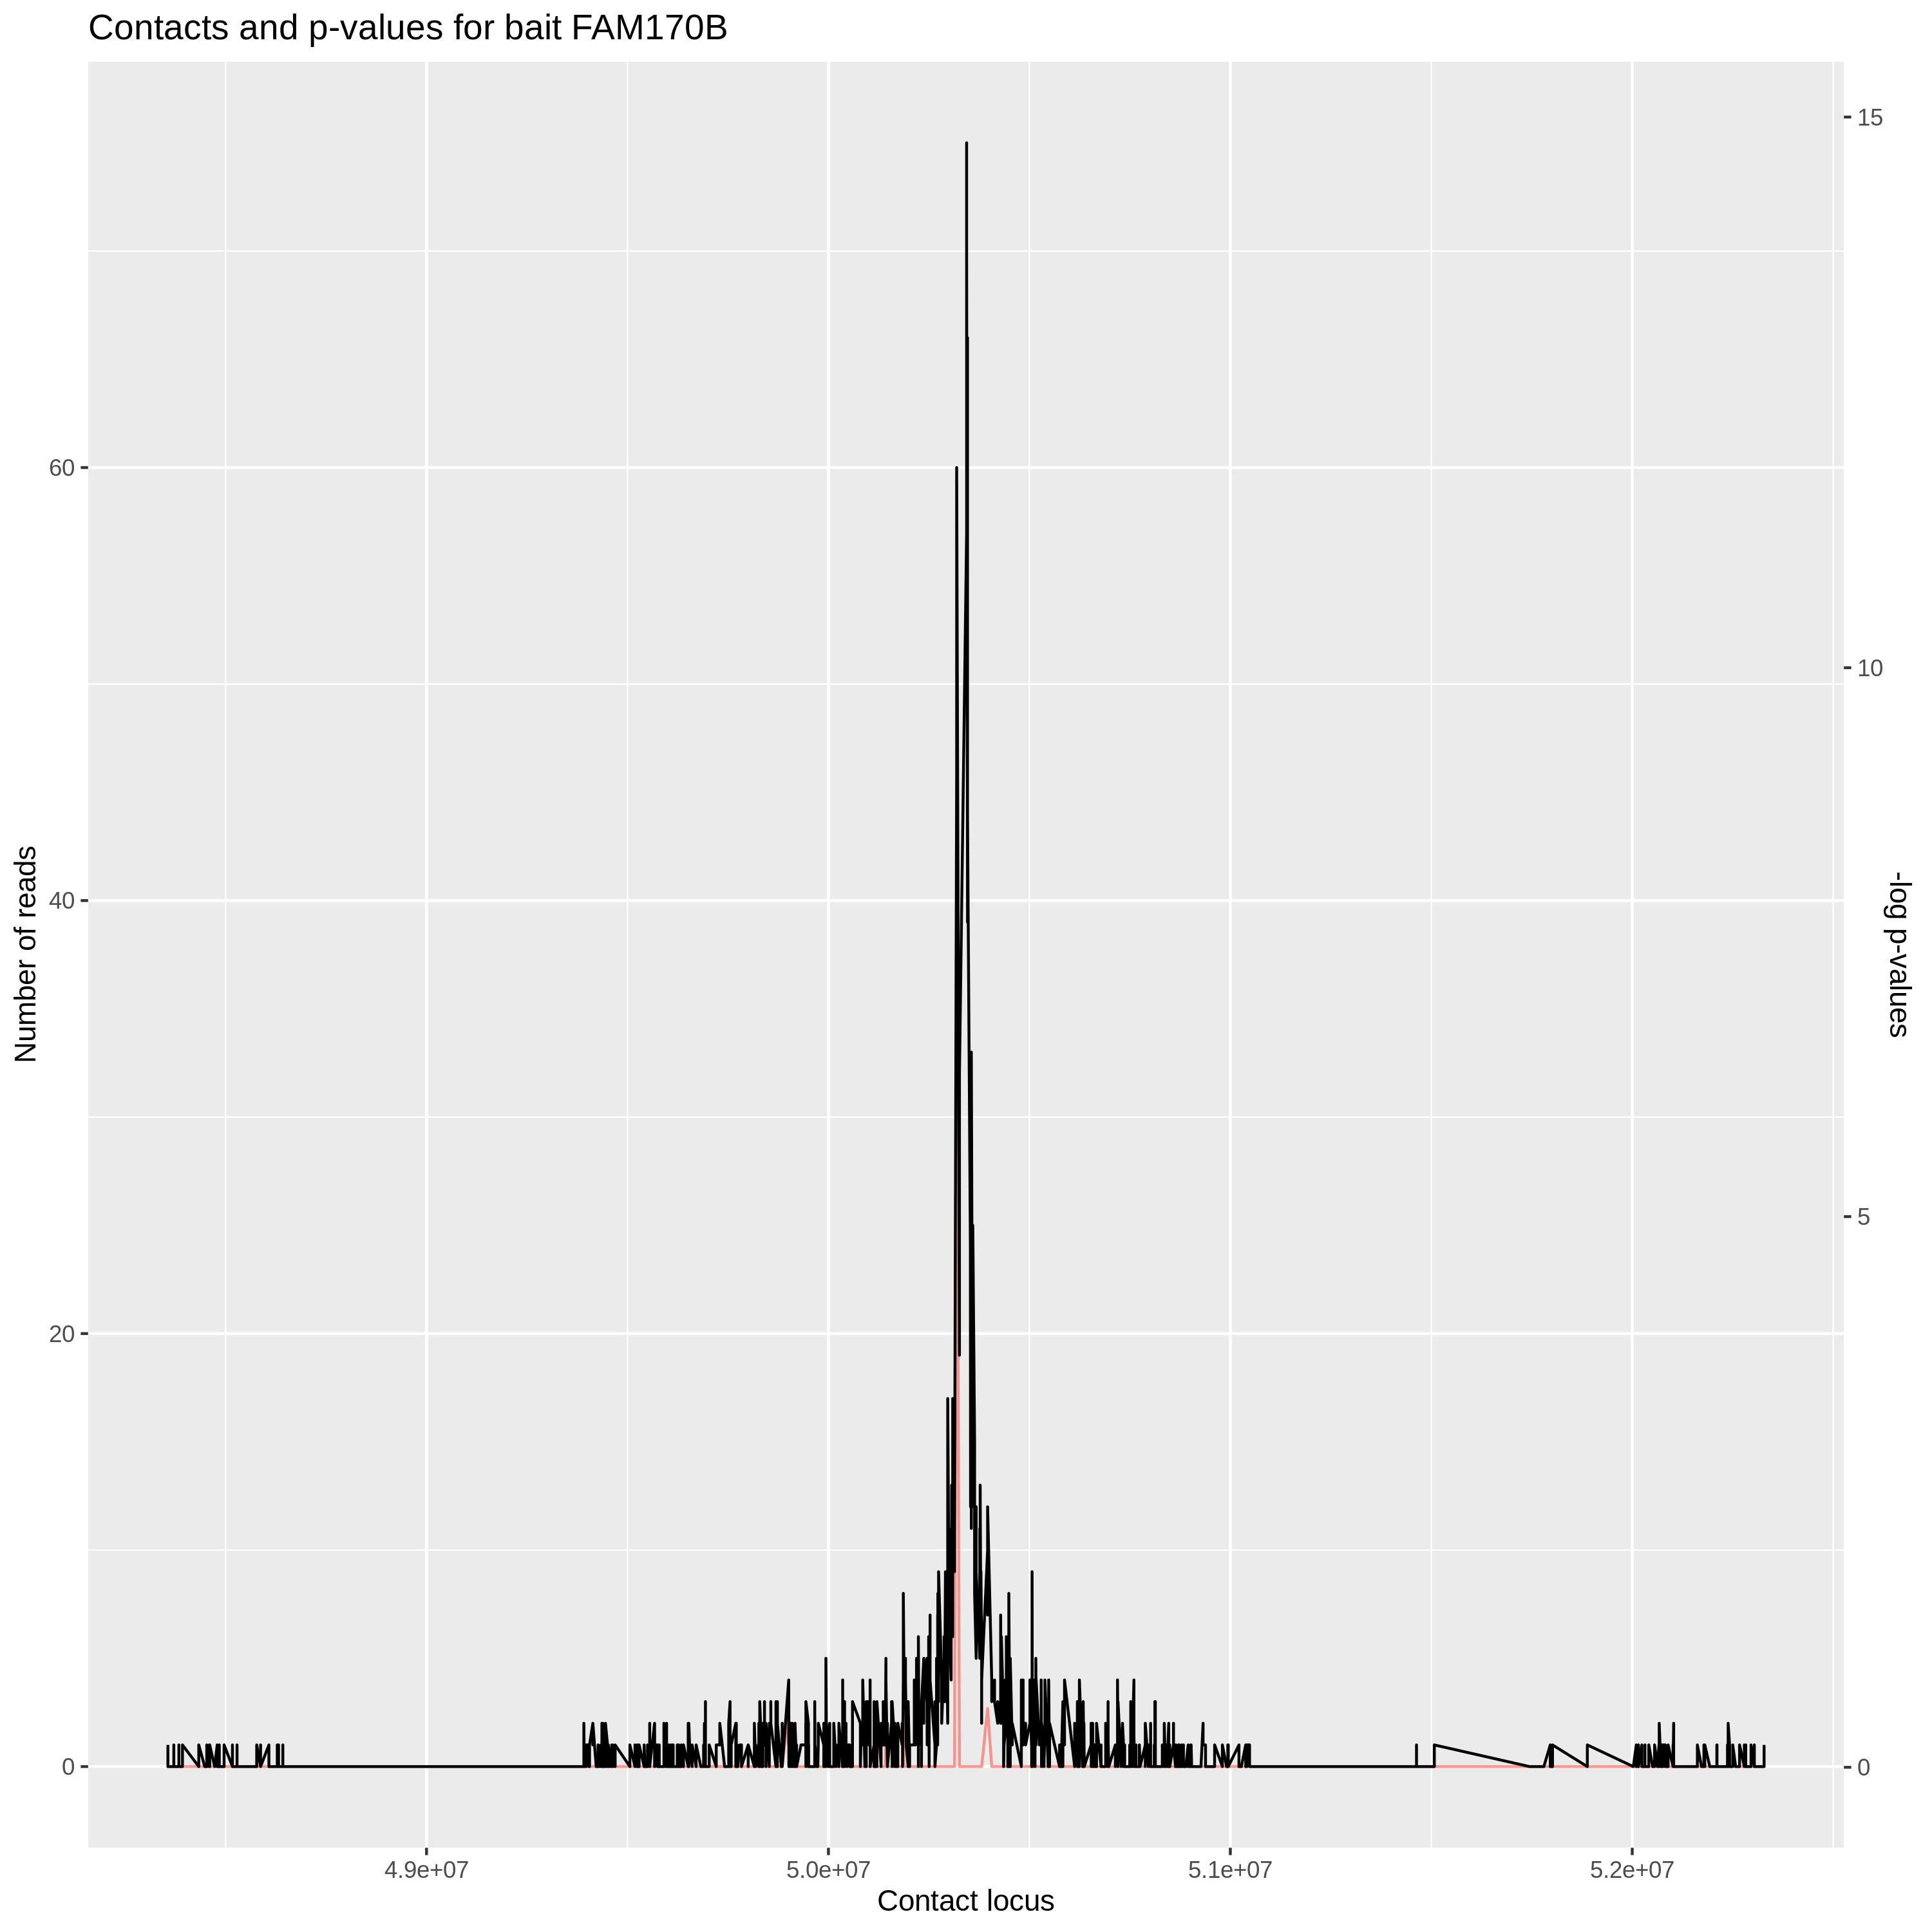 Contacts and p-values for bait FAM170B
15
60
10
40
Number of reads
-log p-values
5
20
0
0
4.9e+07 5.0e+07 5.1e+07 5.2e+07
Contact locus